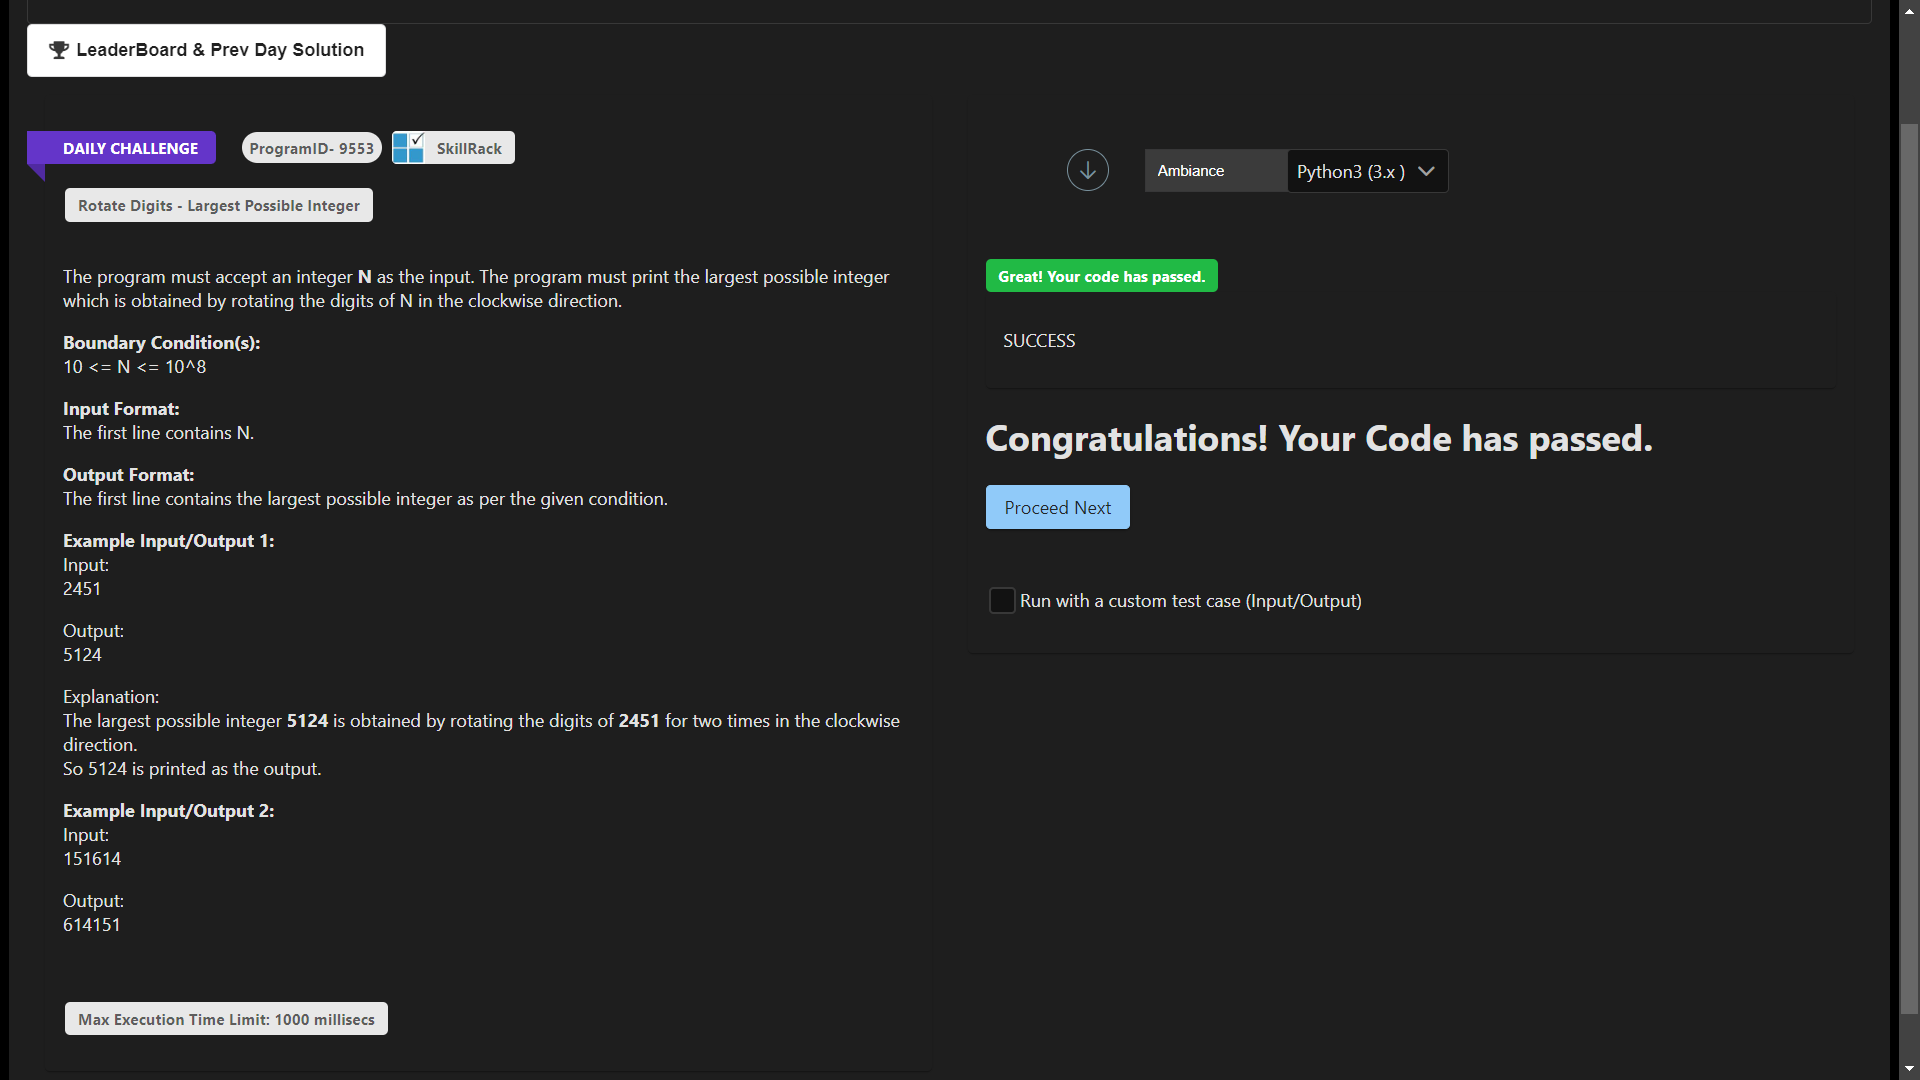 LeaderBoard & Prev Day Solution
DAILY CHALLENGE
ProgramID- 9553
SkillRack
Rotate Digits - Largest Possible Integer
The program must accept an integer N as the input. The program must print the largest possible integer
which is obtained by rotating the digits of N in the clockwise direction.
Boundary Condition(s):
10 <= N <= 10^8
Input Format:
The first line contains N.
Output Format:
The first line contains the largest possible integer as per the given condition.
Example Input/Output 1:
Input:
2451
Output:
5124
Explanation:
The largest possible integer 5124 is obtained by rotating the digits of 2451 for two times in the clockwise
direction.
So 5124 is printed as the output.
Example Input/Output 2:
Input:
151614
Output:
614151
Max Execution Time Limit: 1000 millisecs
Ambiance
Python3 (3.x )
Great! Your code has passed.
SUCCESS
Congratulations! Your Code has passed.
Proceed Next
Run with a custom test case (Input/Output)